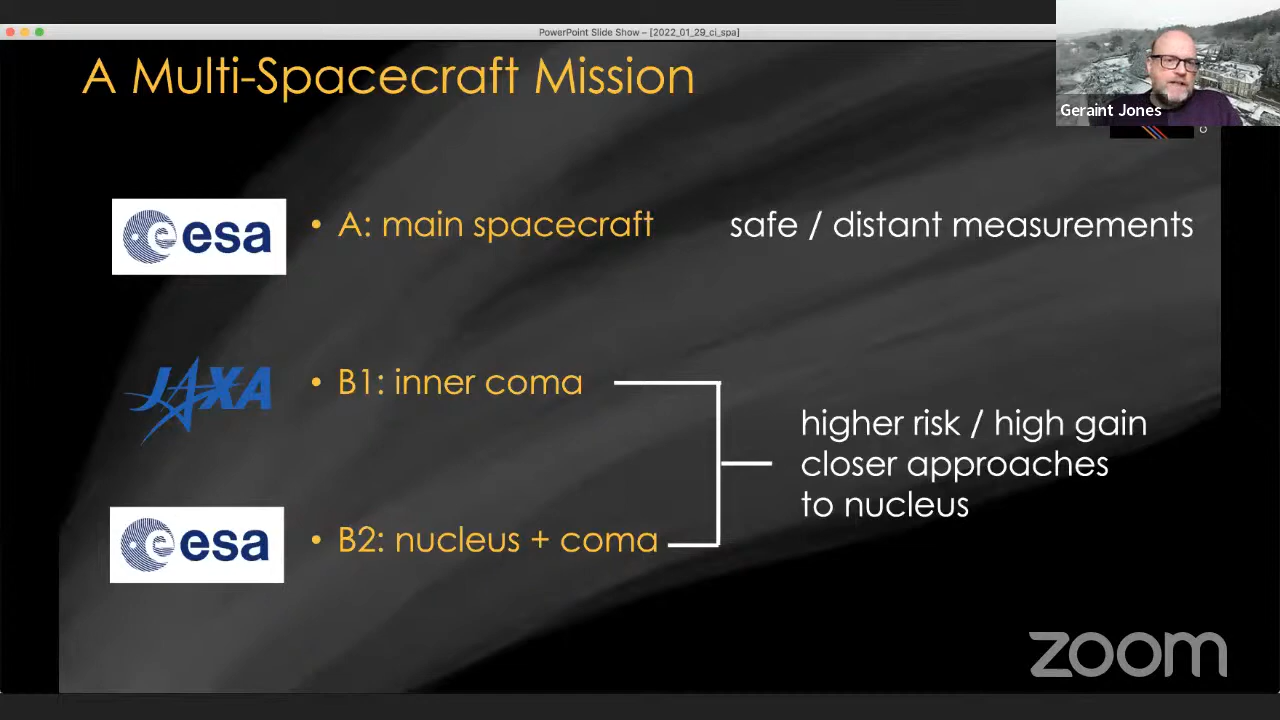 PowerPoint Slide Show – [2022_01_29_ci_spa]
A Multi-Spacecraft Mission
Geraint Jones
esa
• A: main spacecraft
safe / distant measurements
JAXA
• B1: inner coma
higher risk / high gain
closer approaches
to nucleus
esa
• B2: nucleus + coma
zoom